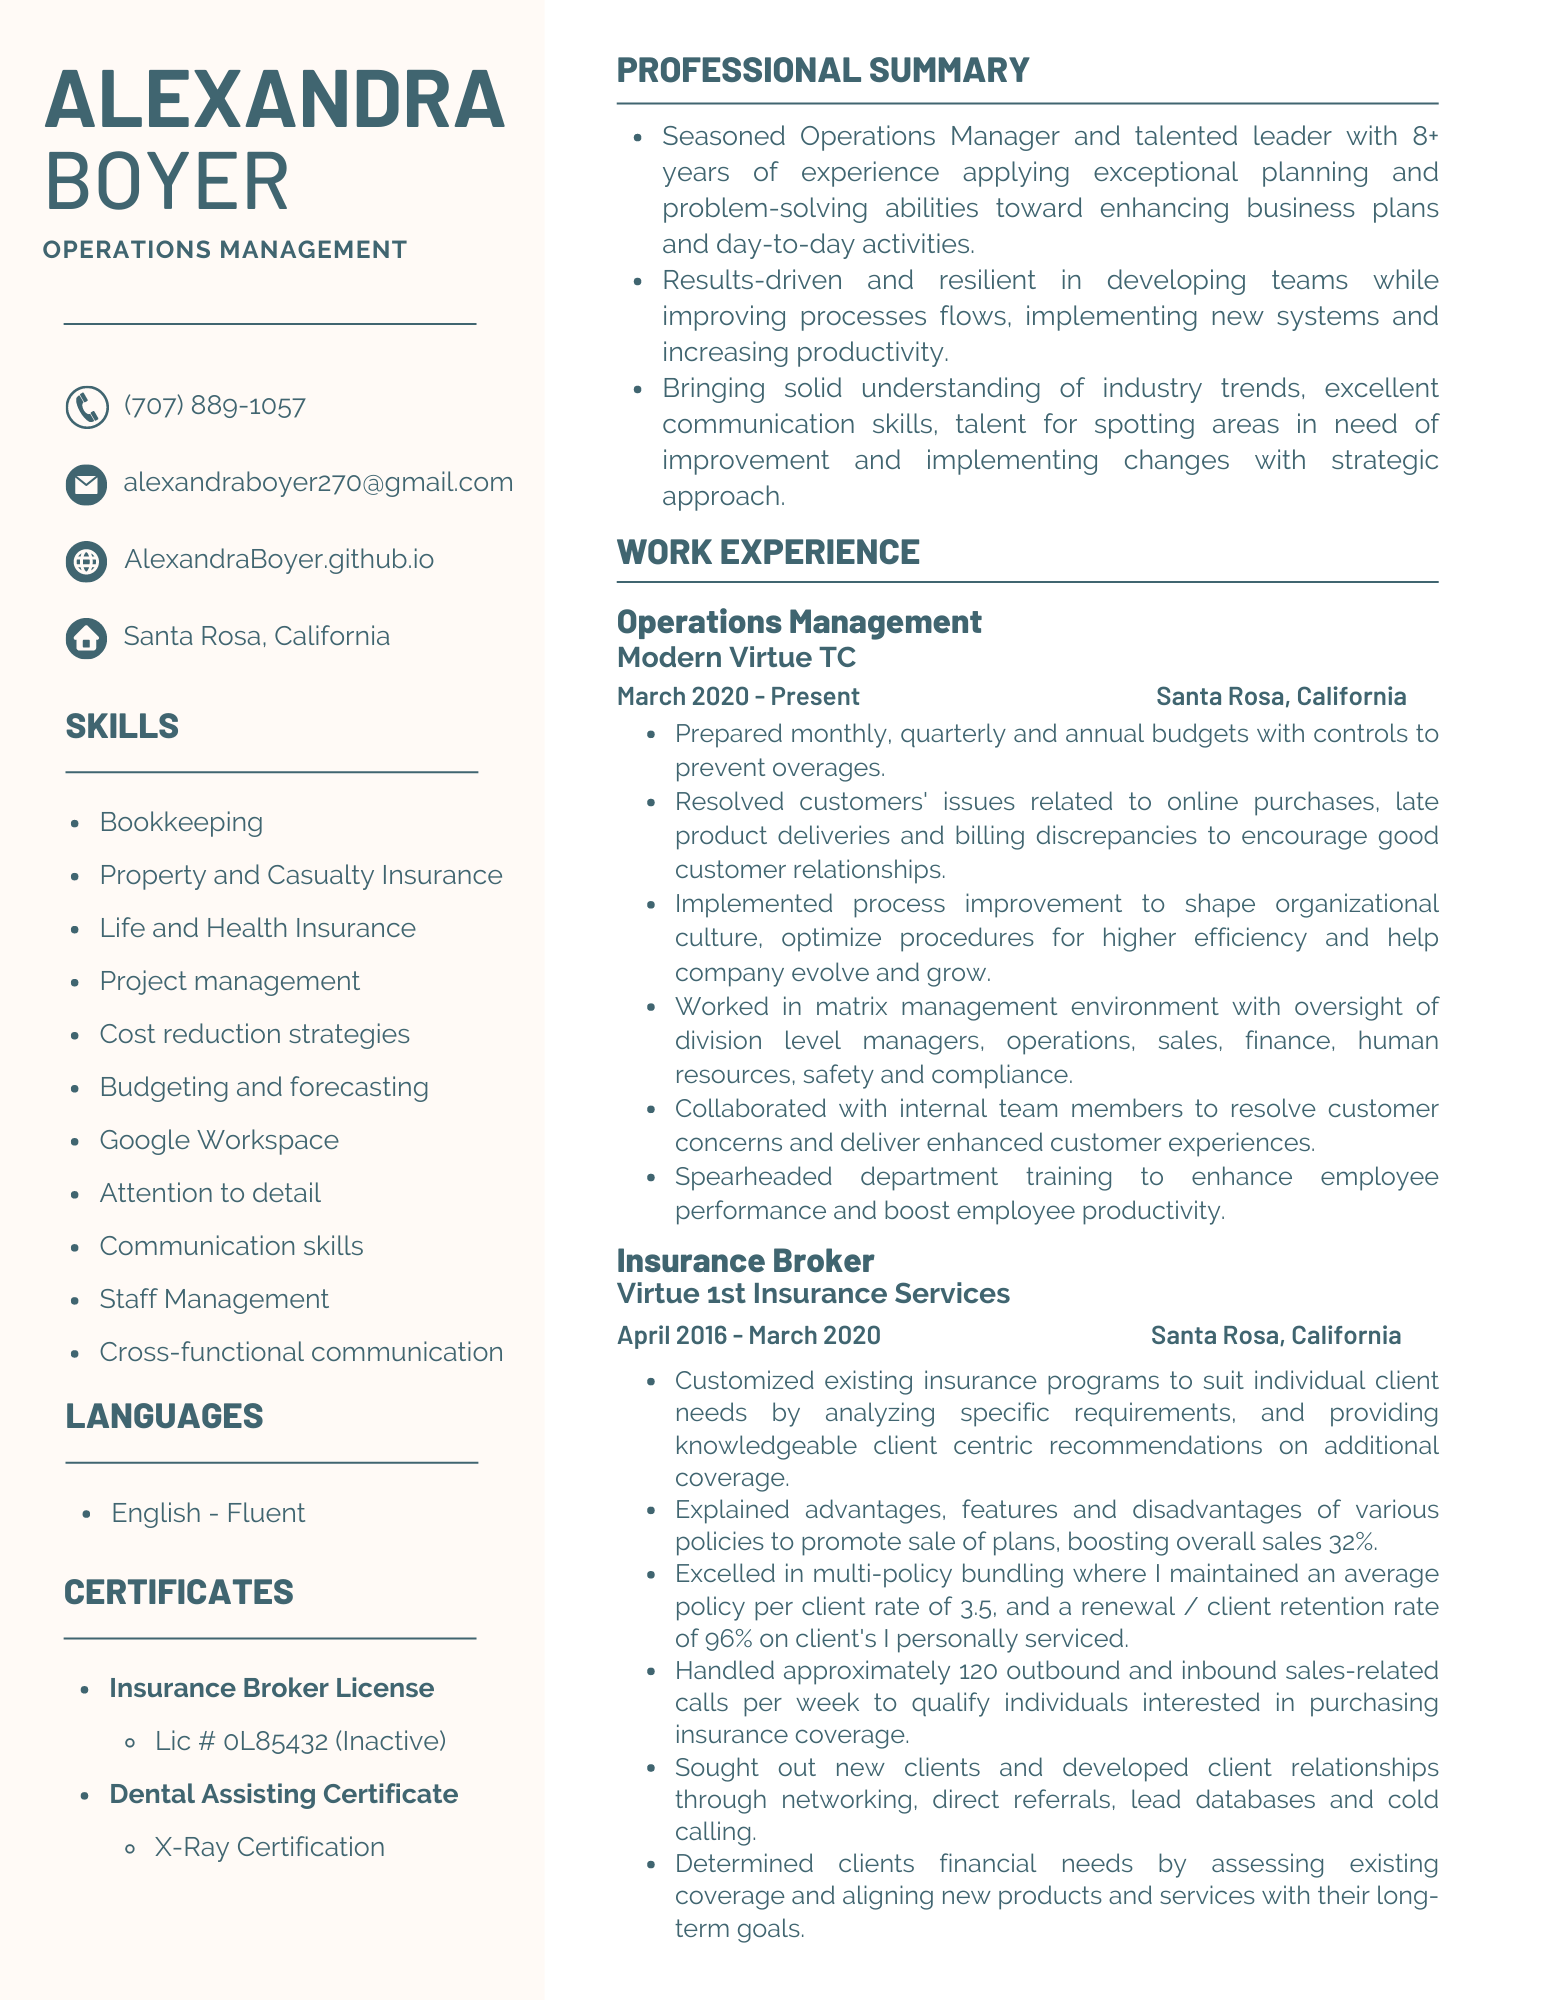 ALEXANDRA
BOYER
OPERATIONS MANAGEMENT
(707) 889-1057
alexandraboyer270@gmail.com
AlexandraBoyer.github.io
Santa Rosa, California
SKILLS
• Bookkeeping
• Property and Casualty Insurance
• Life and Health Insurance
• Project management
• Cost reduction strategies
• Budgeting and forecasting
• Google Workspace
• Attention to detail
• Communication skills
• Staff Management
• Cross-functional communication
LANGUAGES
• English - Fluent
CERTIFICATES
• Insurance Broker License
◦ Lic # 0L85432 (Inactive)
• Dental Assisting Certificate
◦ X-Ray Certification
PROFESSIONAL SUMMARY
• Seasoned Operations Manager and talented leader with 8+
years of experience applying exceptional planning and
problem-solving abilities toward enhancing business plans
and day-to-day activities.
• Results-driven and resilient in developing teams while
improving processes flows, implementing new systems and
increasing productivity.
• Bringing solid understanding of industry trends, excellent
communication skills, talent for spotting areas in need of
improvement and implementing changes with strategic
approach.
WORK EXPERIENCE
Operations Management
Modern Virtue TC
March 2020 - Present Santa Rosa, California
• Prepared monthly, quarterly and annual budgets with controls to
prevent overages.
• Resolved customers' issues related to online purchases, late
product deliveries and billing discrepancies to encourage good
customer relationships.
• Implemented process improvement to shape organizational
culture, optimize procedures for higher efficiency and help
company evolve and grow.
• Worked in matrix management environment with oversight of
division level managers, operations, sales, finance, human
resources, safety and compliance.
• Collaborated with internal team members to resolve customer
concerns and deliver enhanced customer experiences.
• Spearheaded department training to enhance employee
performance and boost employee productivity.
Insurance Broker
Virtue 1st Insurance Services
April 2016 - March 2020 Santa Rosa, California
• Customized existing insurance programs to suit individual client
needs by analyzing specific requirements, and providing
knowledgeable client centric recommendations on additional
coverage.
• Explained advantages, features and disadvantages of various
policies to promote sale of plans, boosting overall sales 32%.
• Excelled in multi-policy bundling where I maintained an average
policy per client rate of 3.5, and a renewal / client retention rate
of 96% on client's I personally serviced.
• Handled approximately 120 outbound and inbound sales-related
calls per week to qualify individuals interested in purchasing
insurance coverage.
• Sought out new clients and developed client relationships
through networking, direct referrals, lead databases and cold
calling.
• Determined clients financial needs by assessing existing
coverage and aligning new products and services with their long-
term goals.